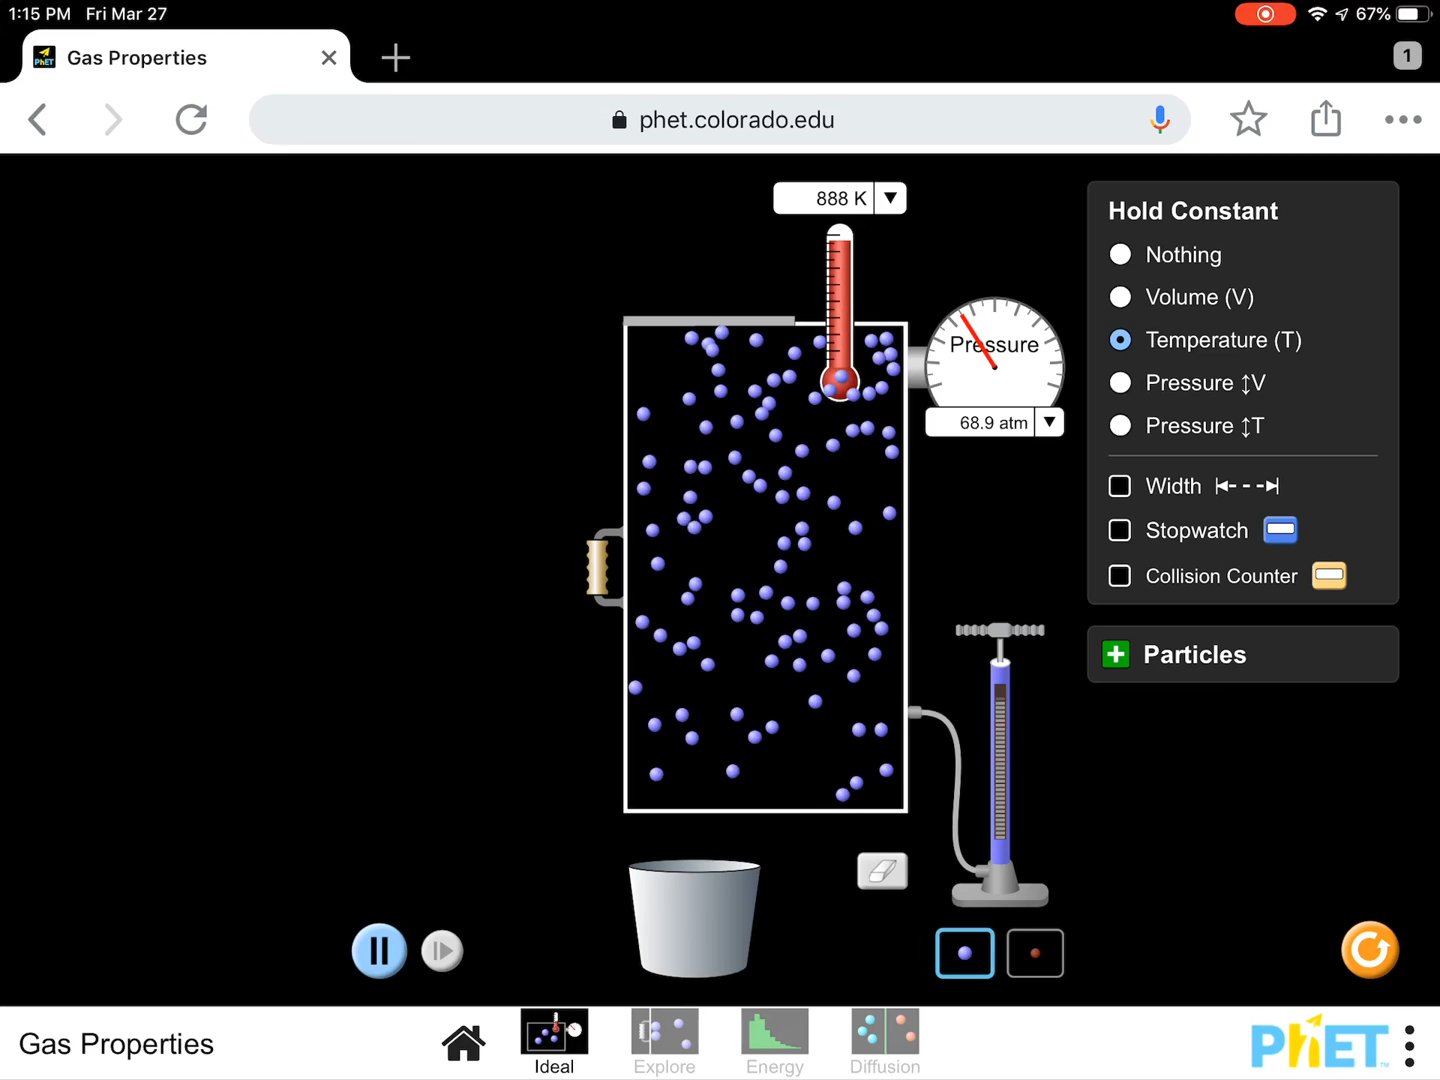 1:15 PM Fri Mar 27
67%
PhET
Gas Properties
1
phet.colorado.edu
888 K
Hold Constant
Nothing
Volume (V)
Temperature (T)
Pressure ↕V
Pressure ↕T
Pressure
68.9 atm
Width
Stopwatch
Collision Counter
Particles
Gas Properties
Ideal
Explore
Energy
Diffusion
PhET